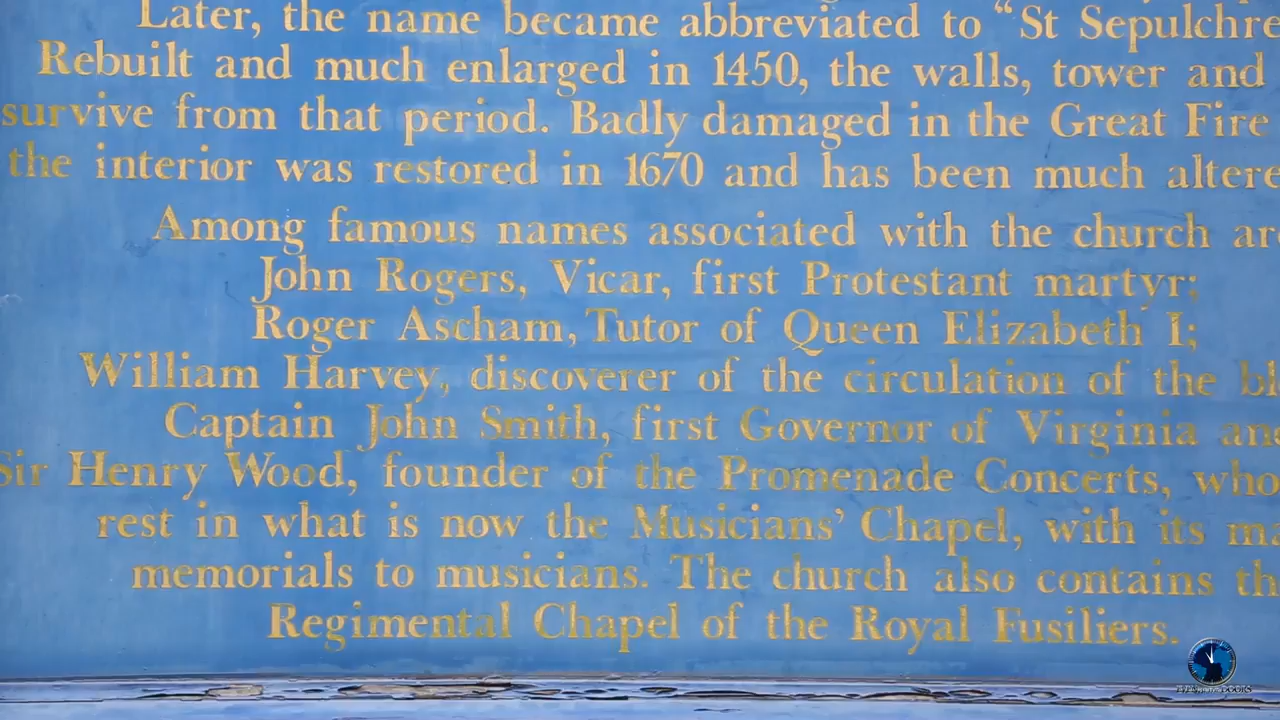 Later, the name became abbreviated to "St Sepulchre
Rebuilt and much enlarged in 1450, the walls, tower and
survive from that period. Badly damaged in the Great Fire
the interior was restored in 1670 and has been much altere
Among famous names associated with the church are
John Rogers, Vicar, first Protestant martyr;
Roger Ascham, Tutor of Queen Elizabeth I;
William Harvey, discoverer of the circulation of the bl
Captain John Smith, first Governor of Virginia and
Sir Henry Wood, founder of the Promenade Concerts, who
rest in what is now the Musicians' Chapel, with its ma
memorials to musicians. The church also contains th
Regimental Chapel of the Royal Fusiliers.